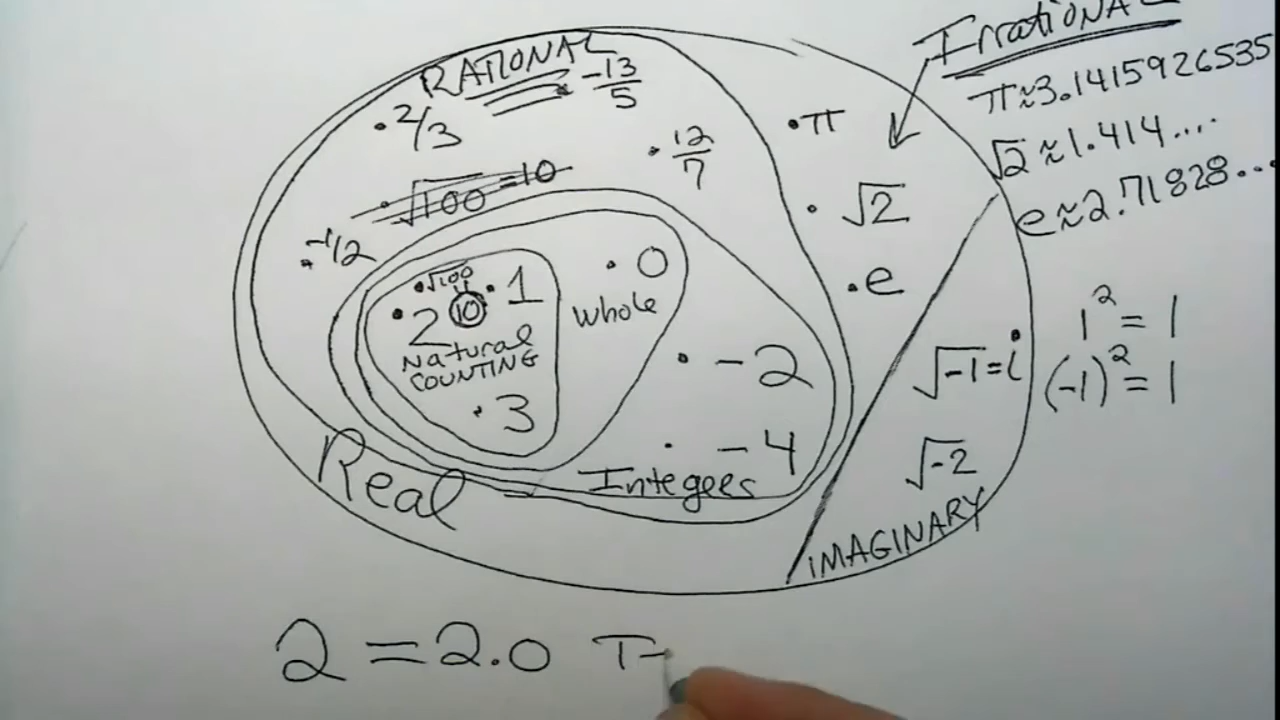 IRRATIONAL
π≈3.1415926535
√2≈1.414....
e≈2.71828...
RATIONAL
-13/5
2/3
12/7
√100=10
-1/2
π
√2
e
√100
10
1
2
Natural
COUNTING
3
0
Whole
-2
-4
Integers
Real
√-1=i
√-2
IMAGINARY
1²=1
(-1)²=1
2=2.0